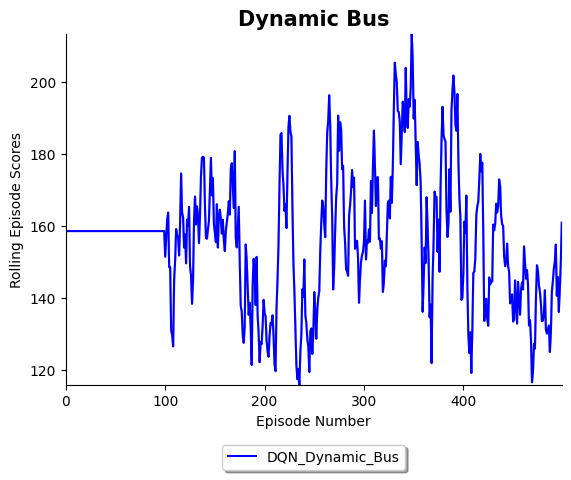 Dynamic Bus
Rolling Episode Scores
200
180
160
140
120
0 100 200 300 400
Episode Number
DQN_Dynamic_Bus